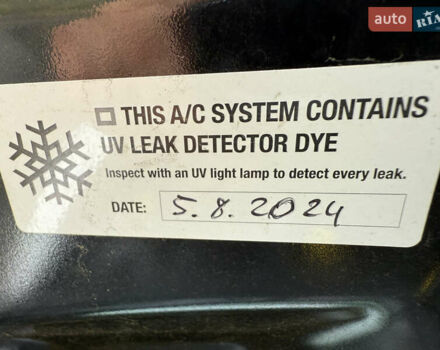 auto RIA
THIS A/C SYSTEM CONTAINS
UV LEAK DETECTOR DYE
Inspect with an UV light lamp to detect every leak.
DATE: 5.8.2024